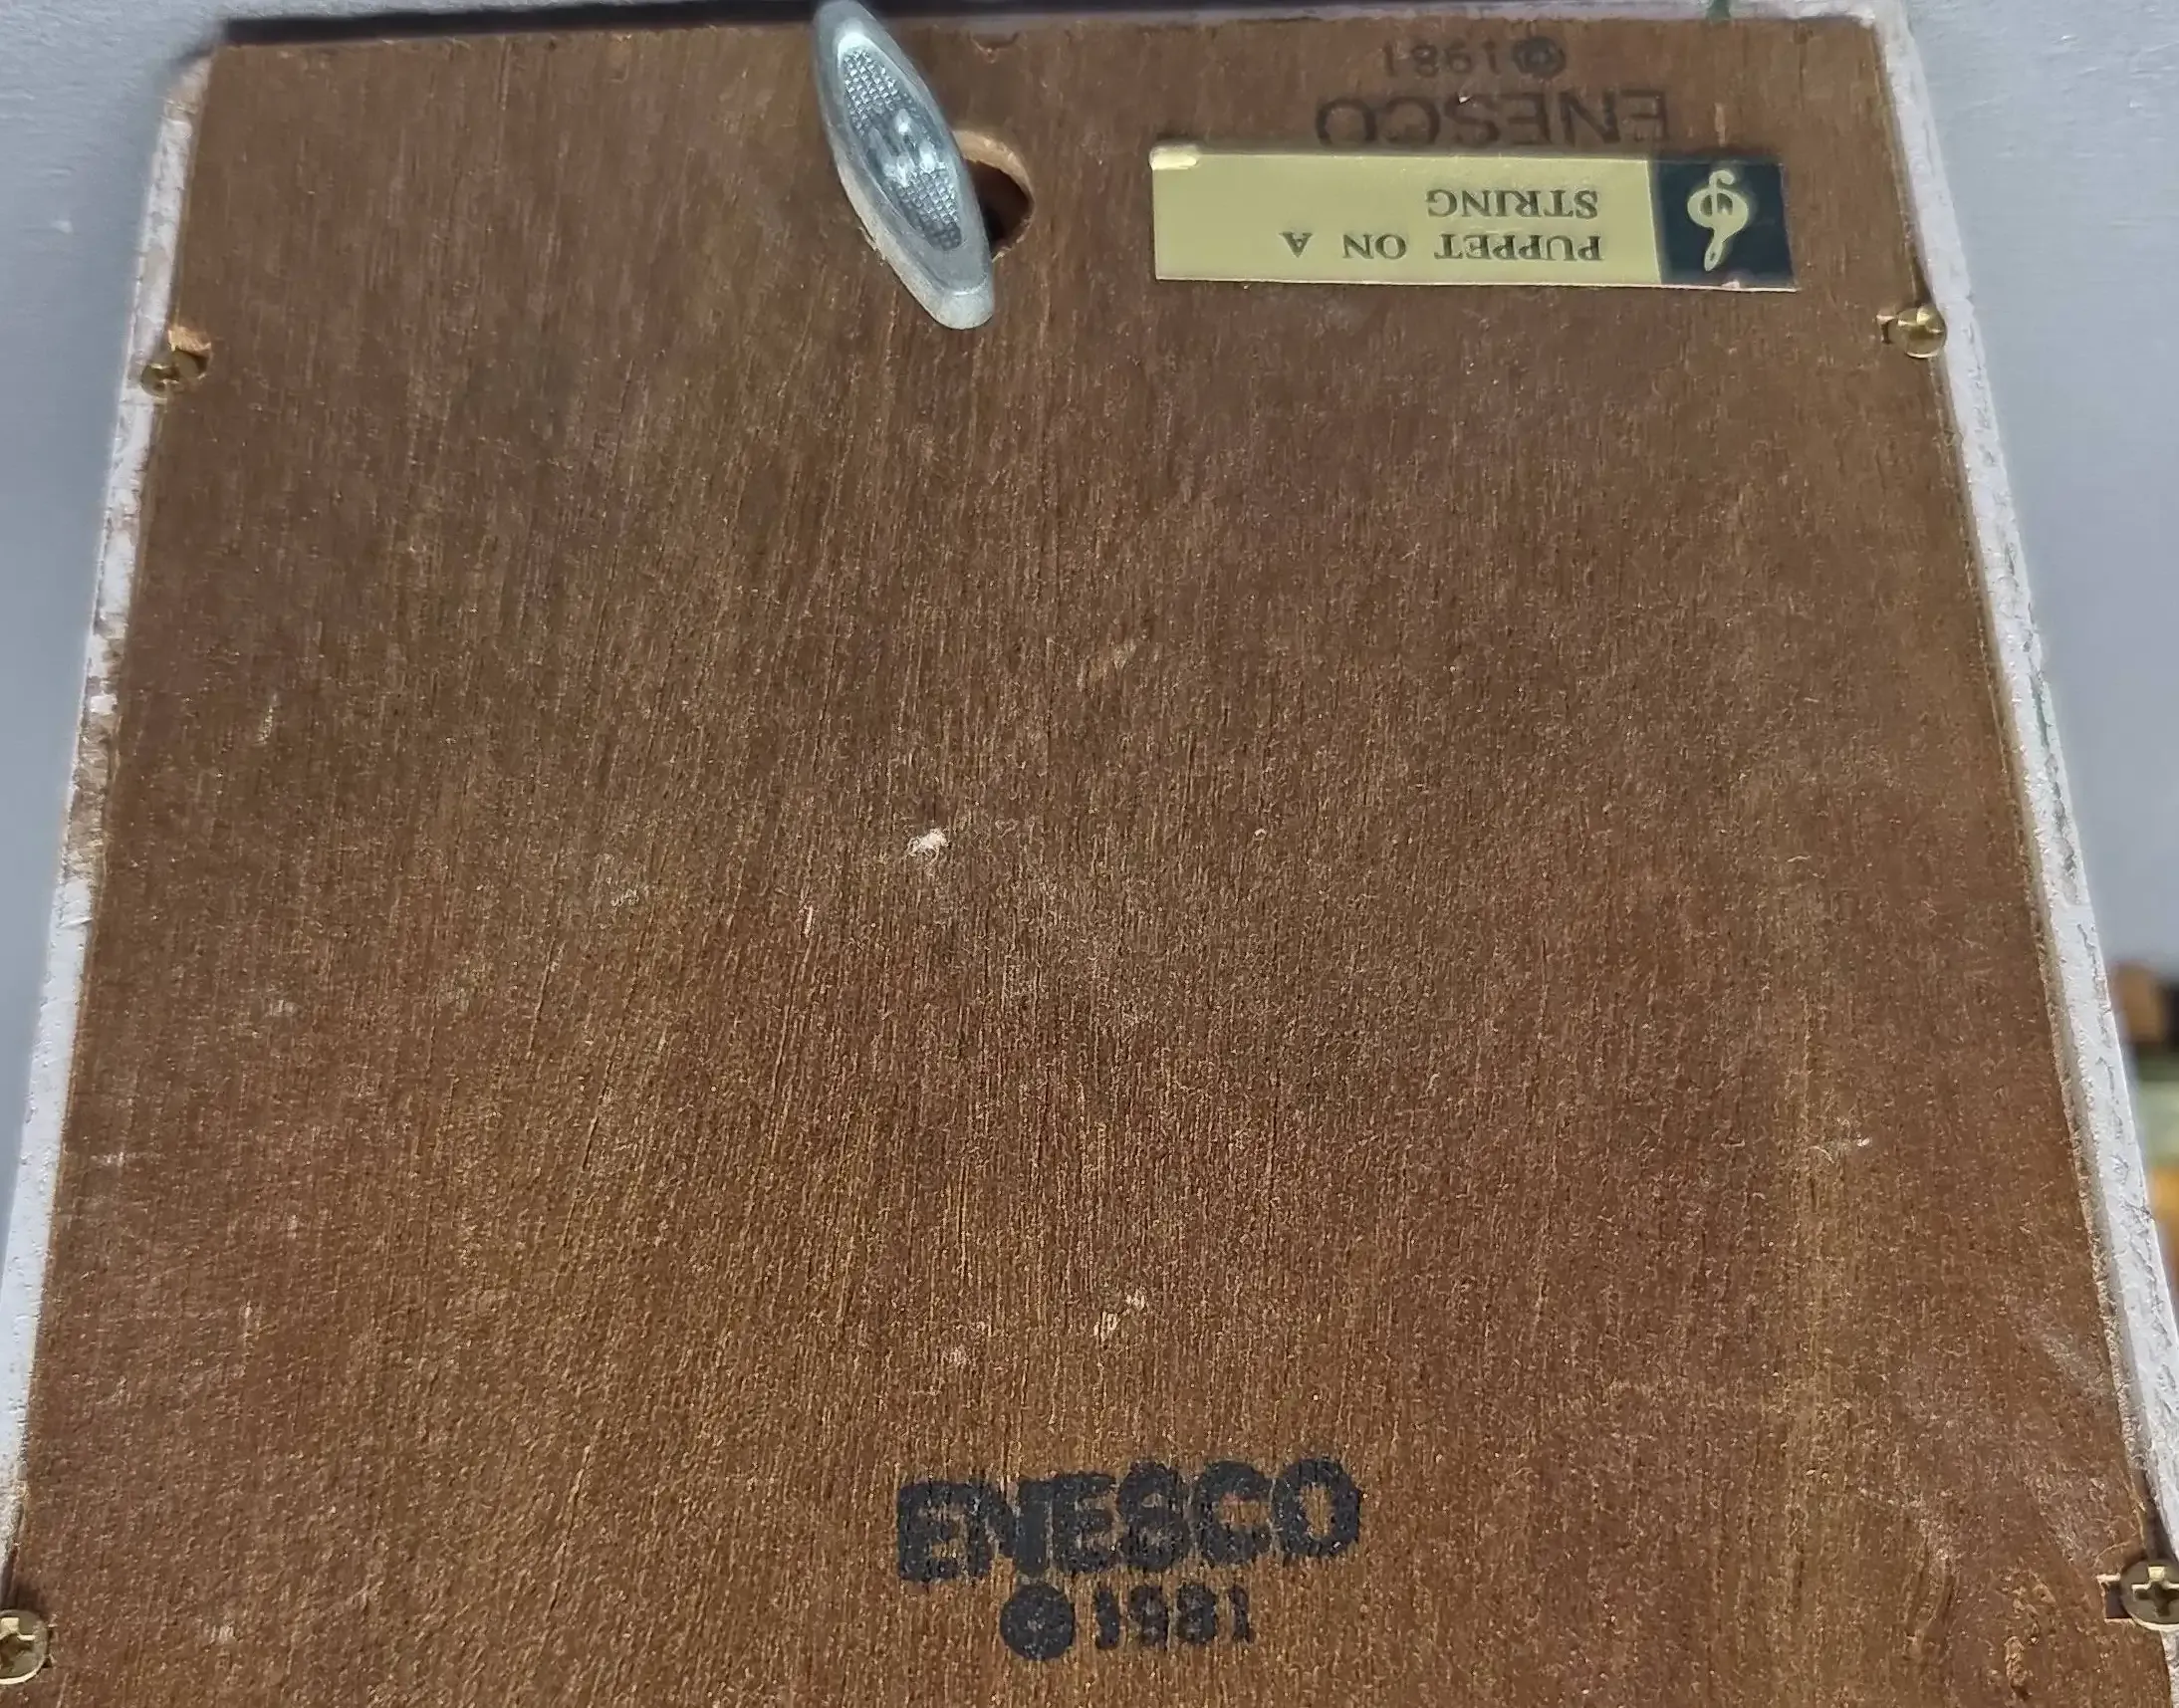 ENESCO
©1981
PUPPET ON A
STRING
ENESCO
©1981